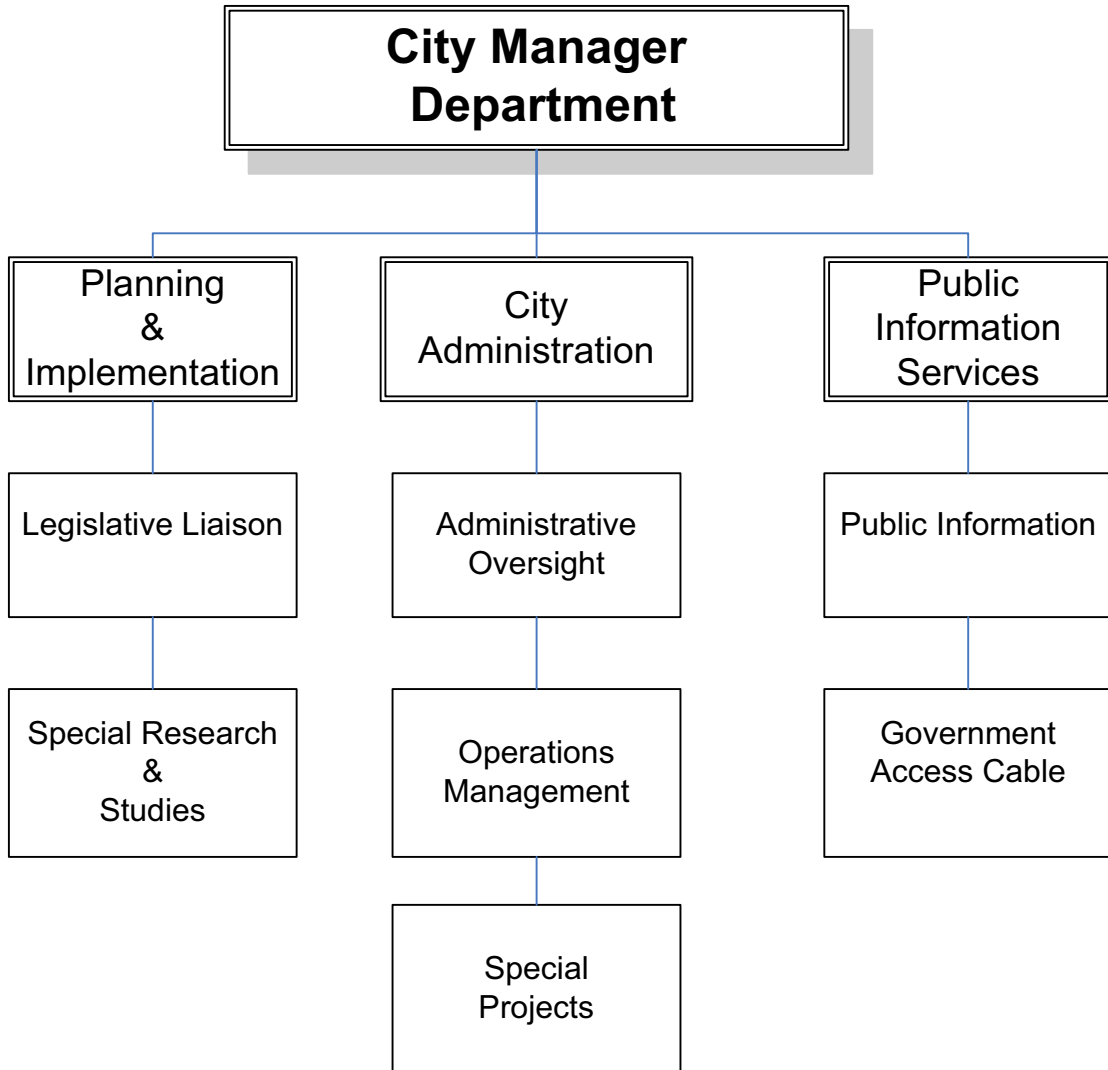 City Manager
Department
Planning
&
Implementation
City
Administration
Public
Information
Services
Legislative Liaison
Administrative
Oversight
Public Information
Special Research
&
Studies
Operations
Management
Government
Access Cable
Special
Projects